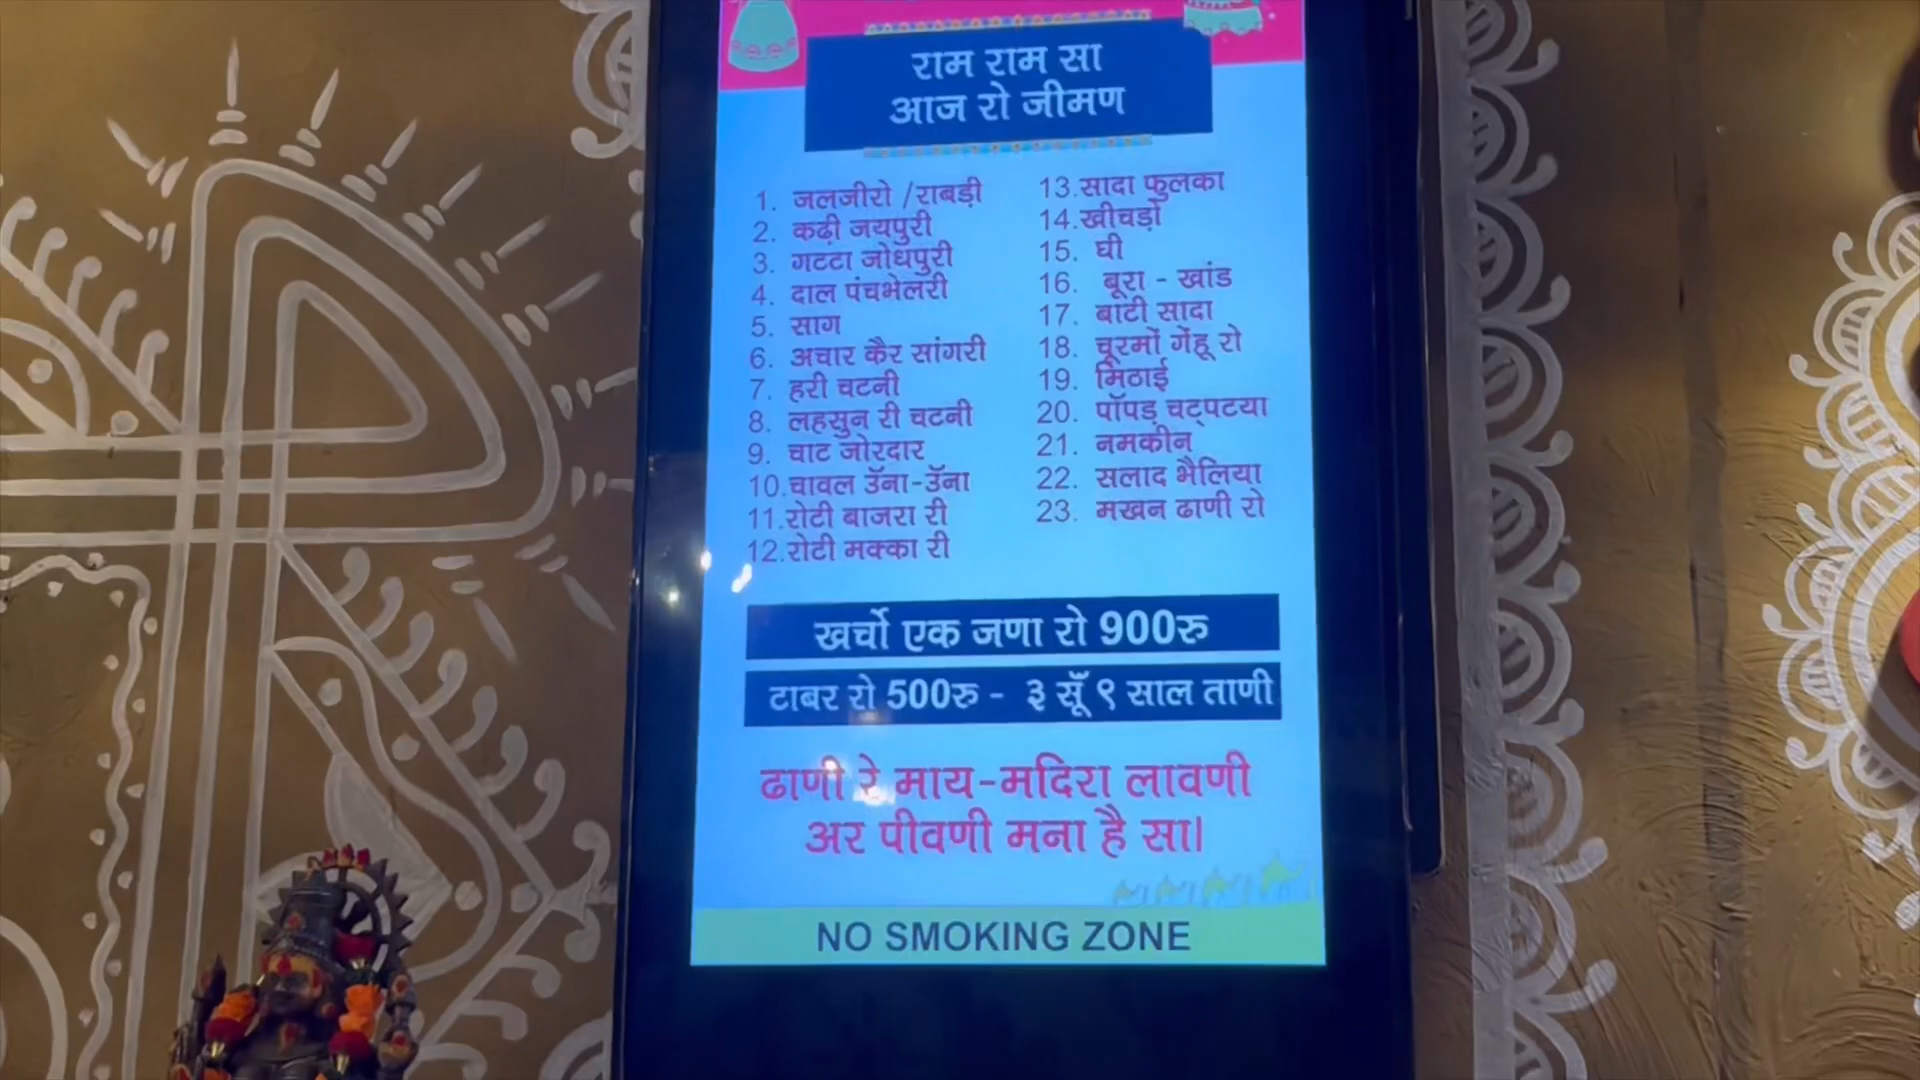 राम राम सा
आज रो जीमण
1. जलजीरो /राबड़ी
2. कढ़ी जयपुरी
3. गटटा जोधपुरी
4. दाल पंचभेलरी
5. साग
6. अचार कैर सांगरी
7. हरी चटनी
8. लहसुन री चटनी
9. चाट जोरदार
10.चावल उॅना-उॅना
11.रोटी बाजरा री
12.रोटी मक्का री
13.सादा फुलका
14.खीचड़ो
15. घी
16. बूरा - खांड
17. बाटी सादा
18. चूरमों गेंहू रो
19. मिठाई
20. पॉपड़ चट्पटया
21. नमकीन
22. सलाद भैलिया
23. मखन ढाणी रो
खर्चो एक जणा रो 900रु
टाबर रो 500रु - ३ सूँ ९ साल ताणी
ढाणी रे माय-मदिरा लावणी
अर पीवणी मना है सा।
NO SMOKING ZONE